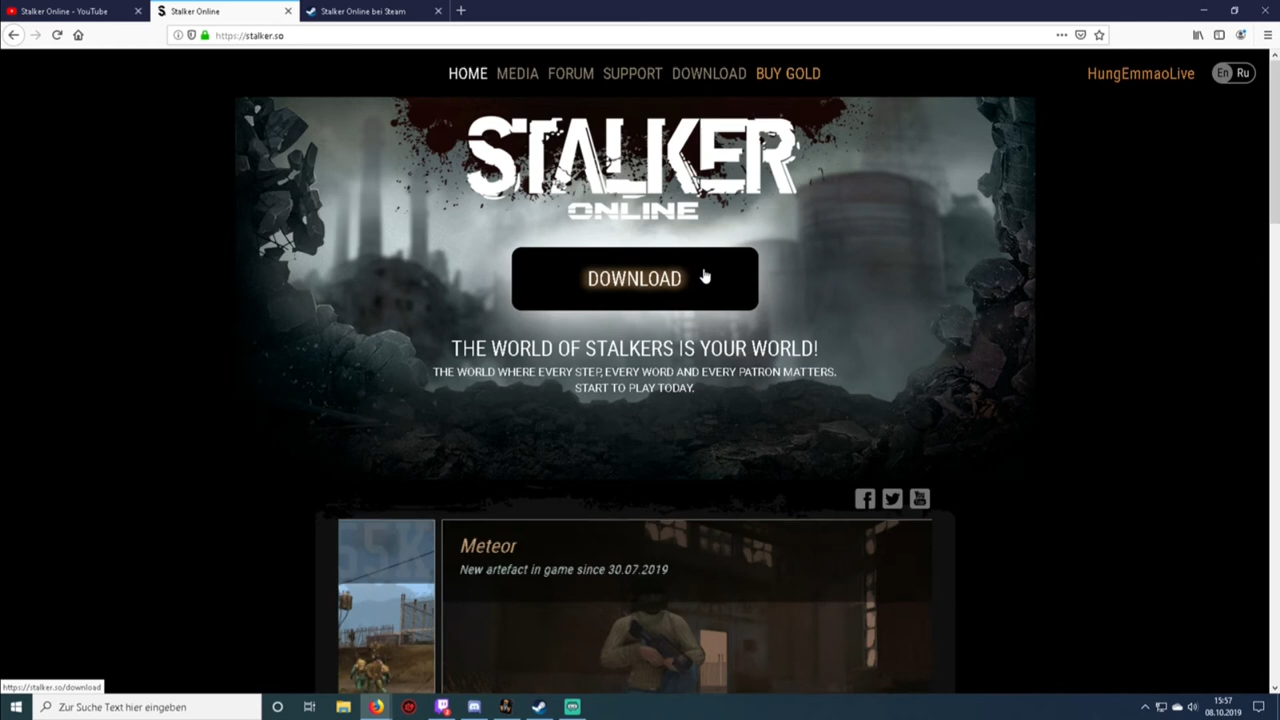 Stalker Online - YouTube
Stalker Online
Stalker Online bei Steam
https://stalker.so
HOME MEDIA FORUM SUPPORT DOWNLOAD BUY GOLD
HungEmmaoLive
En Ru
STALKER
ONLINE
DOWNLOAD
THE WORLD OF STALKERS IS YOUR WORLD!
THE WORLD WHERE EVERY STEP, EVERY WORD AND EVERY PATRON MATTERS.
START TO PLAY TODAY.
You
Meteor
New artefact in game since 30.07.2019
https://stalker.so/download
Zur Suche Text hier eingeben
15:57
08.10.2019